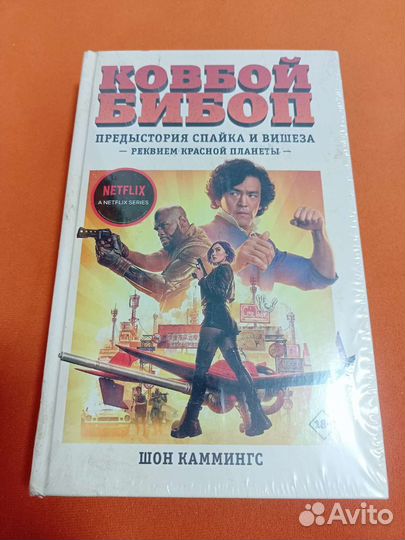 КОВБОЙ
БИБОП
ПРЕДЫСТОРИЯ СПАЙКА И ВИШЕЗА
— РЕКВИЕМ КРАСНОЙ ПЛАНЕТЫ —
NETFLIX
A NETFLIX SERIES
18+
ШОН КАММИНГС
Avito